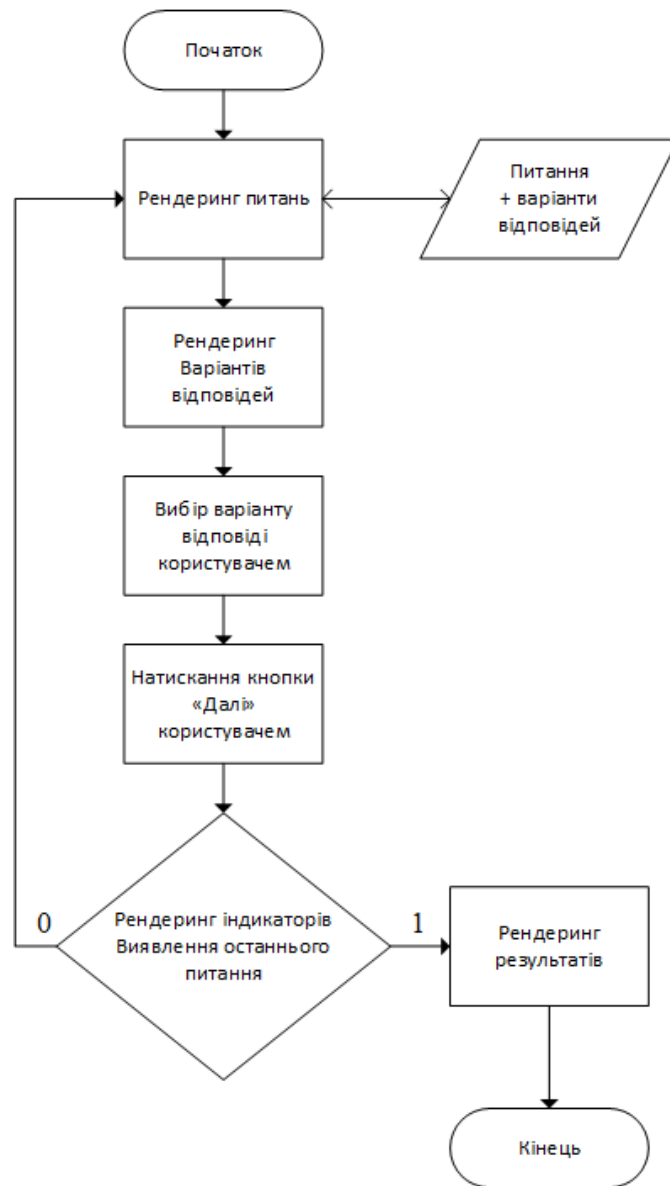 Початок
Рендеринг питань
Питання
+ варіанти
відповідей
Рендеринг
Варіантів
відповідей
Вибір варіанту
відповіді
користувачем
Натискання кнопки
«Далі»
користувачем
0
Рендеринг індикаторів
Виявлення останнього
питання
1
Рендеринг
результатів
Кінець